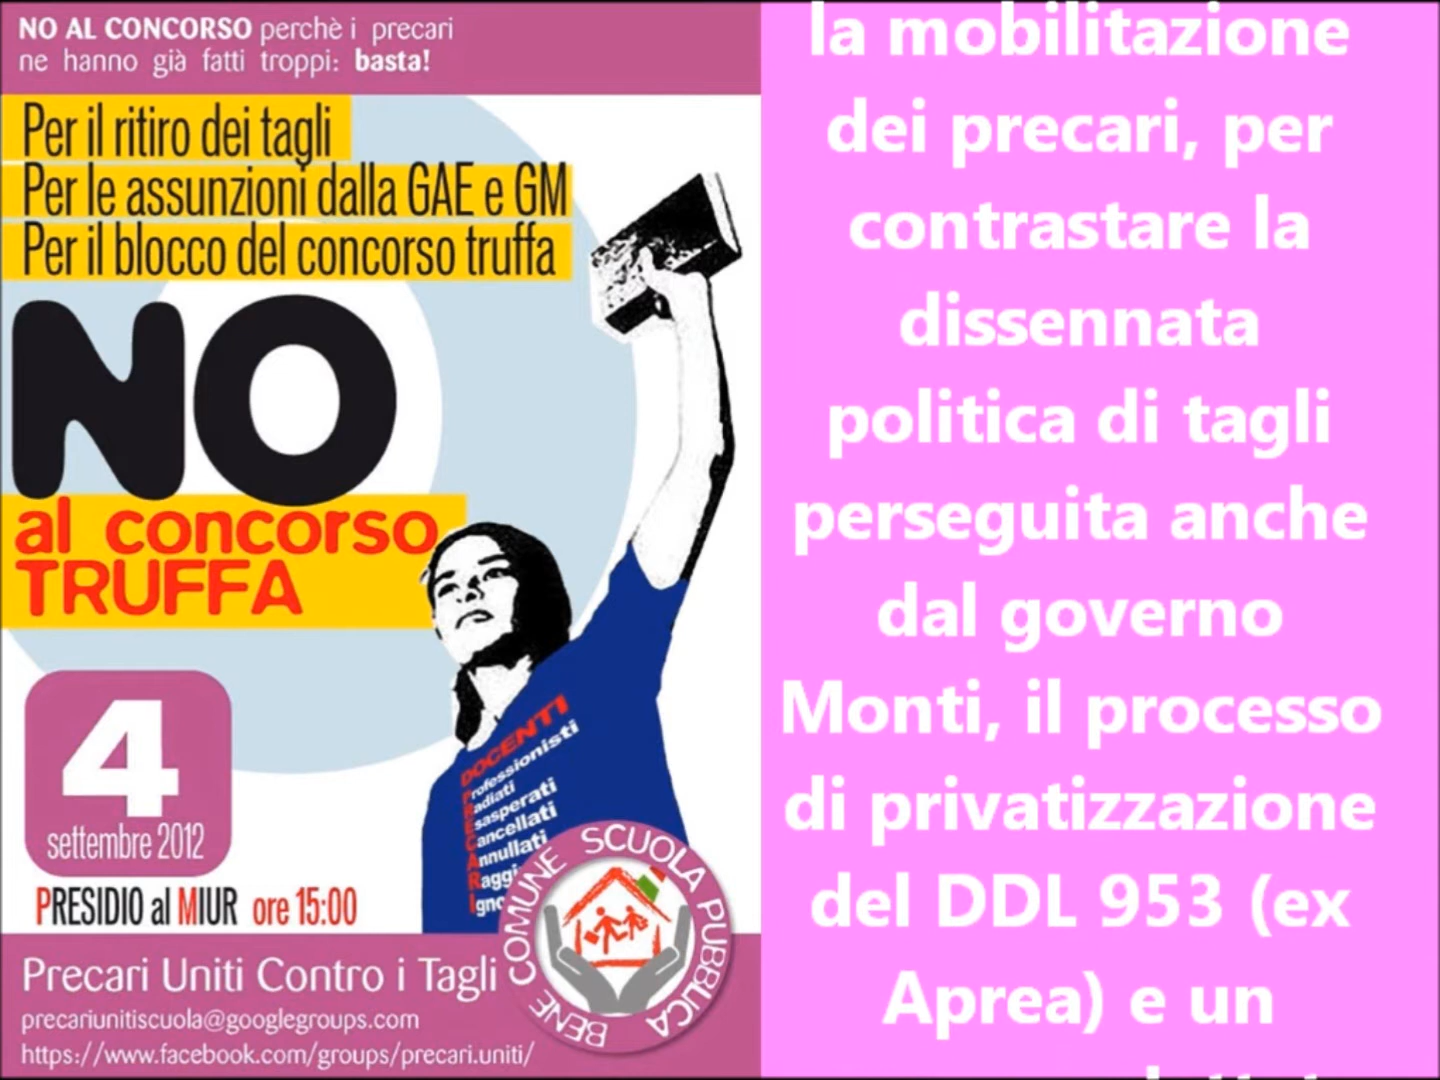 NO AL CONCORSO perchè i precari
ne hanno già fatti troppi: basta!
Per il ritiro dei tagli
Per le assunzioni dalla GAE e GM
Per il blocco del concorso truffa
NO
al concorso
TRUFFA
4
settembre 2012
PRESIDIO al MIUR ore 15:00
DOCENTI
Professionisti
Radiati
Esasperati
Cancellati
Annullati
Raggi
Igno
BENE COMUNE SCUOLA PUBBLICA
Precari Uniti Contro i Tagli
precariunitiscuola@googlegroups.com
https://www.facebook.com/groups/precari.uniti/
la mobilitazione
dei precari, per
contrastare la
dissennata
politica di tagli
perseguita anche
dal governo
Monti, il processo
di privatizzazione
del DDL 953 (ex
Aprea) e un